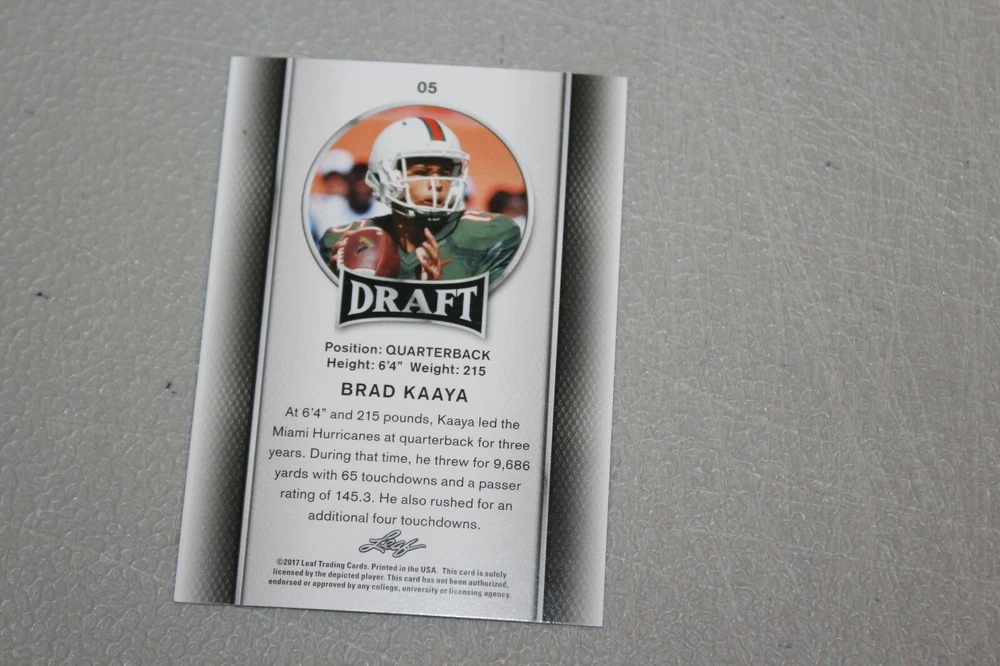 05
DRAFT
Position: QUARTERBACK
Height: 6'4" Weight: 215
BRAD KAAYA
At 6'4" and 215 pounds, Kaaya led the
Miami Hurricanes at quarterback for three
years. During that time, he threw for 9,686
yards with 65 touchdowns and a passer
rating of 145.3. He also rushed for an
additional four touchdowns.
Leaf
©2017 Leaf Trading Cards. Printed in the USA. This card is solely
licensed by the depicted player. This card has not been authorized,
endorsed or approved by any college, university or licensing agency.